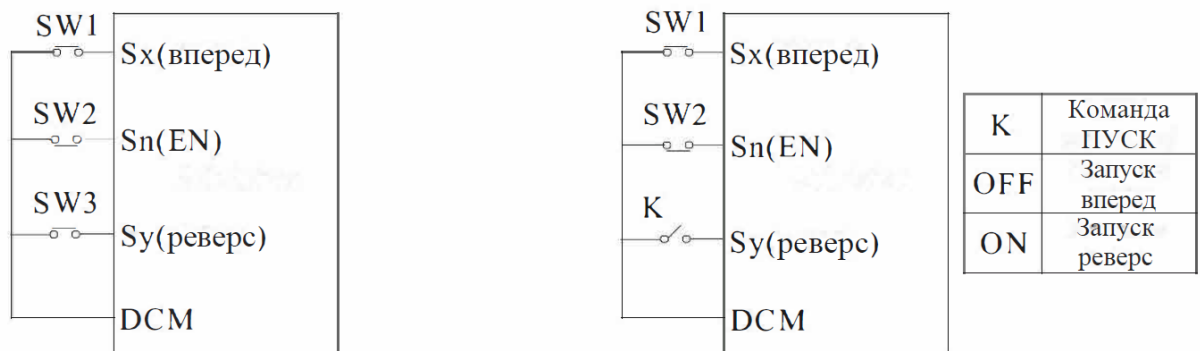 SW1
Sx(вперед)
SW2
Sn(EN)
SW3
Sy(реверс)
DCM
SW1
Sx(вперед)
SW2
Sn(EN)
K
Sy(реверс)
DCM
K
Команда
ПУСК
OFF
Запуск
вперед
ON
Запуск
реверс